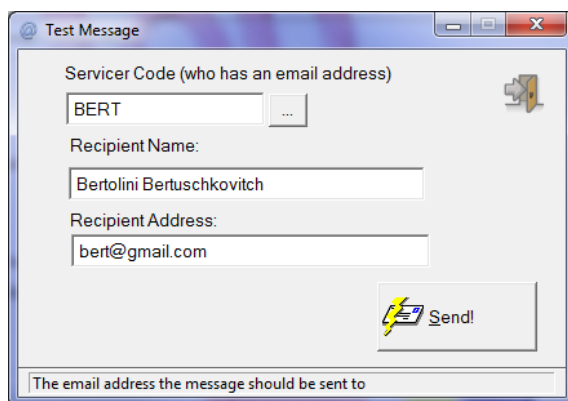 Test Message
Servicer Code (who has an email address)
BERT
...
Recipient Name:
Bertolini Bertuschkovitch
Recipient Address:
bert@gmail.com
Send!
The email address the message should be sent to